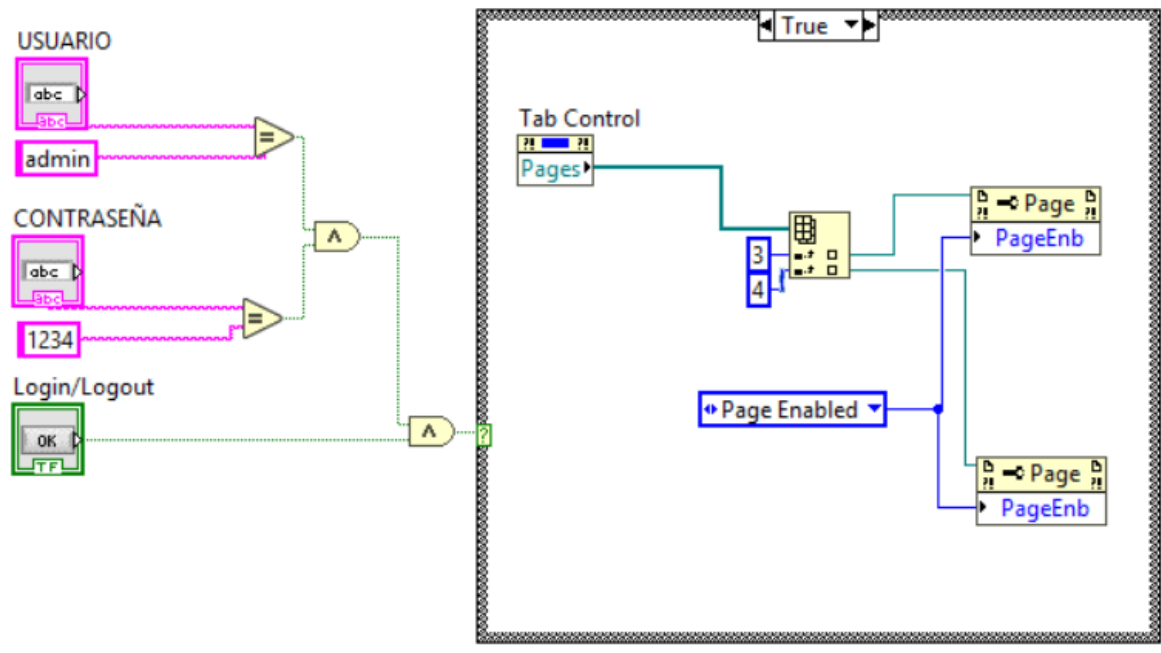 USUARIO
abc
abc
admin
CONTRASEÑA
abc
abc
1234
Login/Logout
OK
TF
?
True
Tab Control
?! ?!
Pages
3
4
Page
?! ?!
PageEnb
Page Enabled
Page
?! ?!
PageEnb